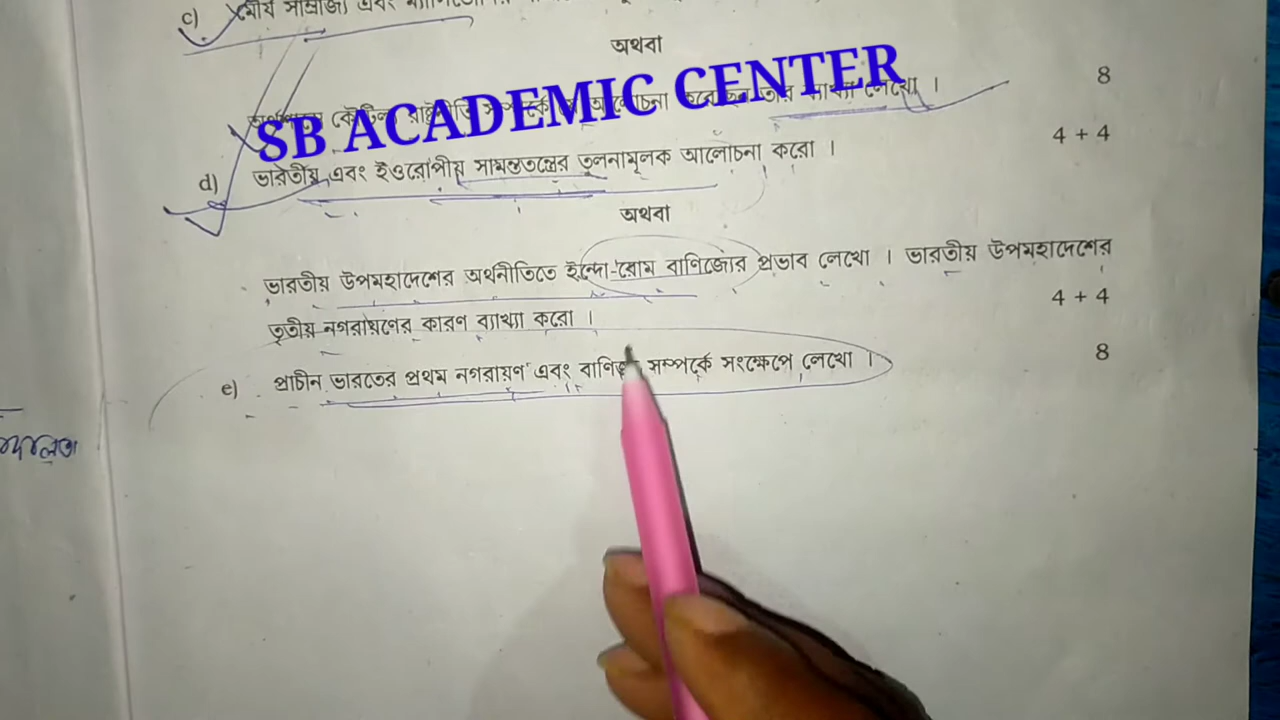 c) মৌর্য সাম্রাজ্য এবং
অথবা
কৌটিল্য রাষ্ট্রনীতি লেখো । 8
SB ACADEMIC CENTER
d) ভারতীয় এবং ইওরোপীয় সামন্ততন্ত্রের তুলনামূলক আলোচনা করো । 4 + 4
অথবা
ভারতীয় উপমহাদেশের অর্থনীতিতে ইন্দো-রোম বাণিজ্যের প্রভাব লেখো । ভারতীয় উপমহাদেশের
তৃতীয় নগরায়ণের কারণ ব্যাখ্যা করো । 4 + 4
e) প্রাচীন ভারতের প্রথম নগরায়ণ এবং সম্পর্কে সংক্ষেপে লেখো । 8